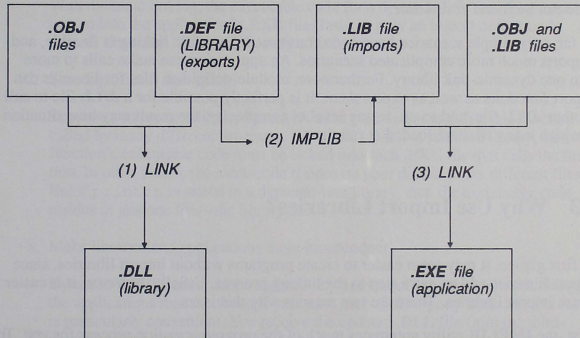 .OBJ
files
.DEF file
(LIBRARY)
(exports)
.LIB file
(imports)
.OBJ and
.LIB files
(2) IMPLIB
(1) LINK
(3) LINK
.DLL
(library)
.EXE file
(application)